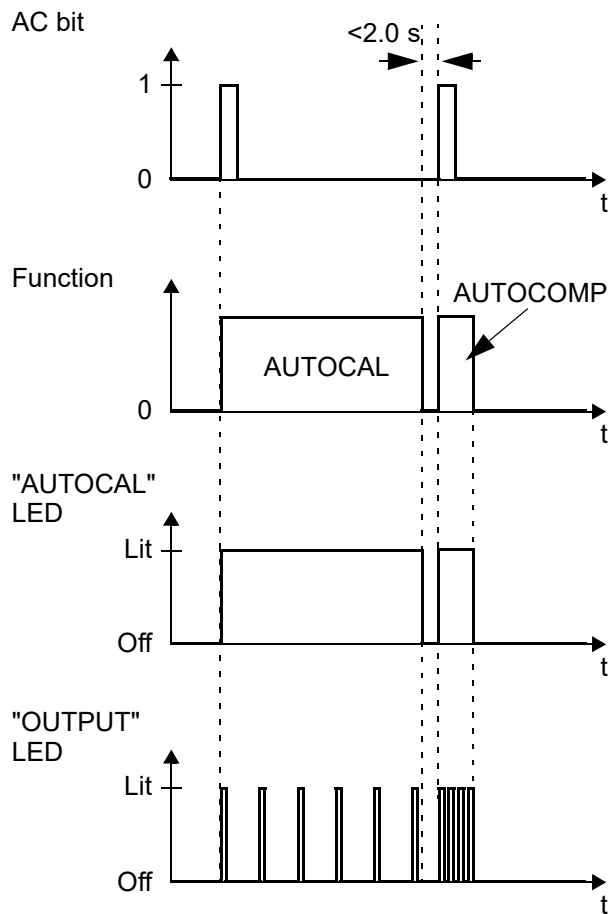 AC bit
<2.0 s
1
0
t
Function
AUTOCOMP
AUTOCAL
0
t
"AUTOCAL"
LED
Lit
Off
t
"OUTPUT"
LED
Lit
Off
t